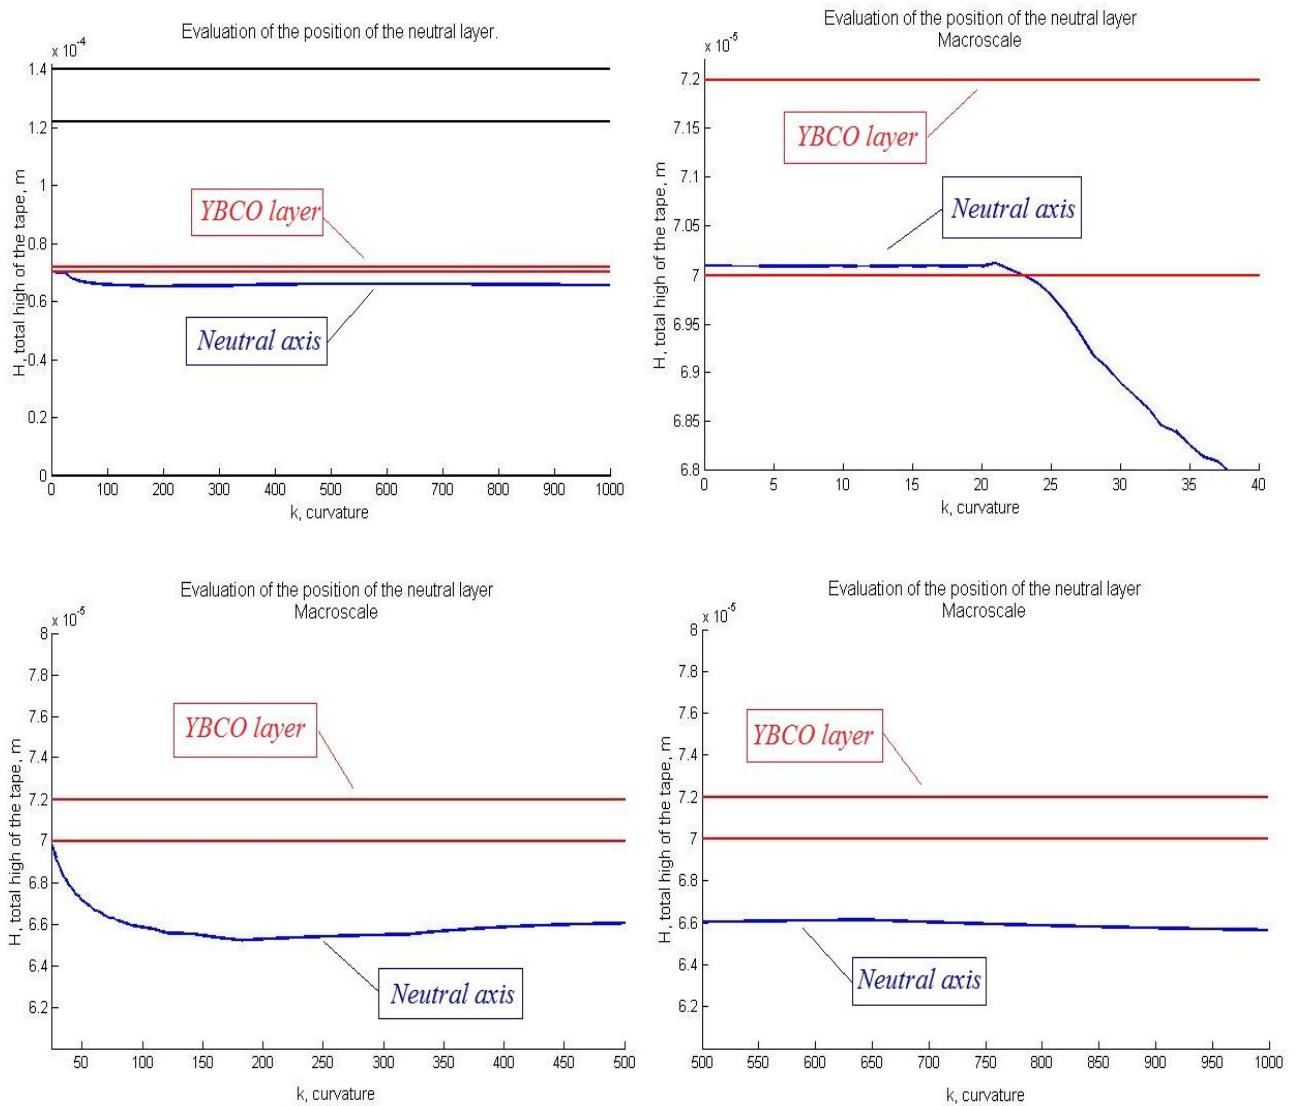 Evaluation of the position of the neutral layer.
x 10^-4
1.4
1.2
1
0.8
0.6
0.4
0.2
0
H, total high of the tape, m
YBCO layer
Neutral axis
0 100 200 300 400 500 600 700 800 900 1000
k, curvature
Evaluation of the position of the neutral layer
Macroscale
x 10^-5
7.2
7.15
7.1
7.05
7
6.95
6.9
6.85
6.8
H, total high of the tape, m
YBCO layer
Neutral axis
0 5 10 15 20 25 30 35 40
k, curvature
Evaluation of the position of the neutral layer
Macroscale
x 10^-5
8
7.8
7.6
7.4
7.2
7
6.8
6.6
6.4
6.2
H, total high of the tape, m
YBCO layer
Neutral axis
50 100 150 200 250 300 350 400 450 500
k, curvature
Evaluation of the position of the neutral layer
Macroscale
x 10^-5
8
7.8
7.6
7.4
7.2
7
6.8
6.6
6.4
6.2
H, total high of the tape, m
YBCO layer
Neutral axis
500 550 600 650 700 750 800 850 900 950 1000
k, curvature